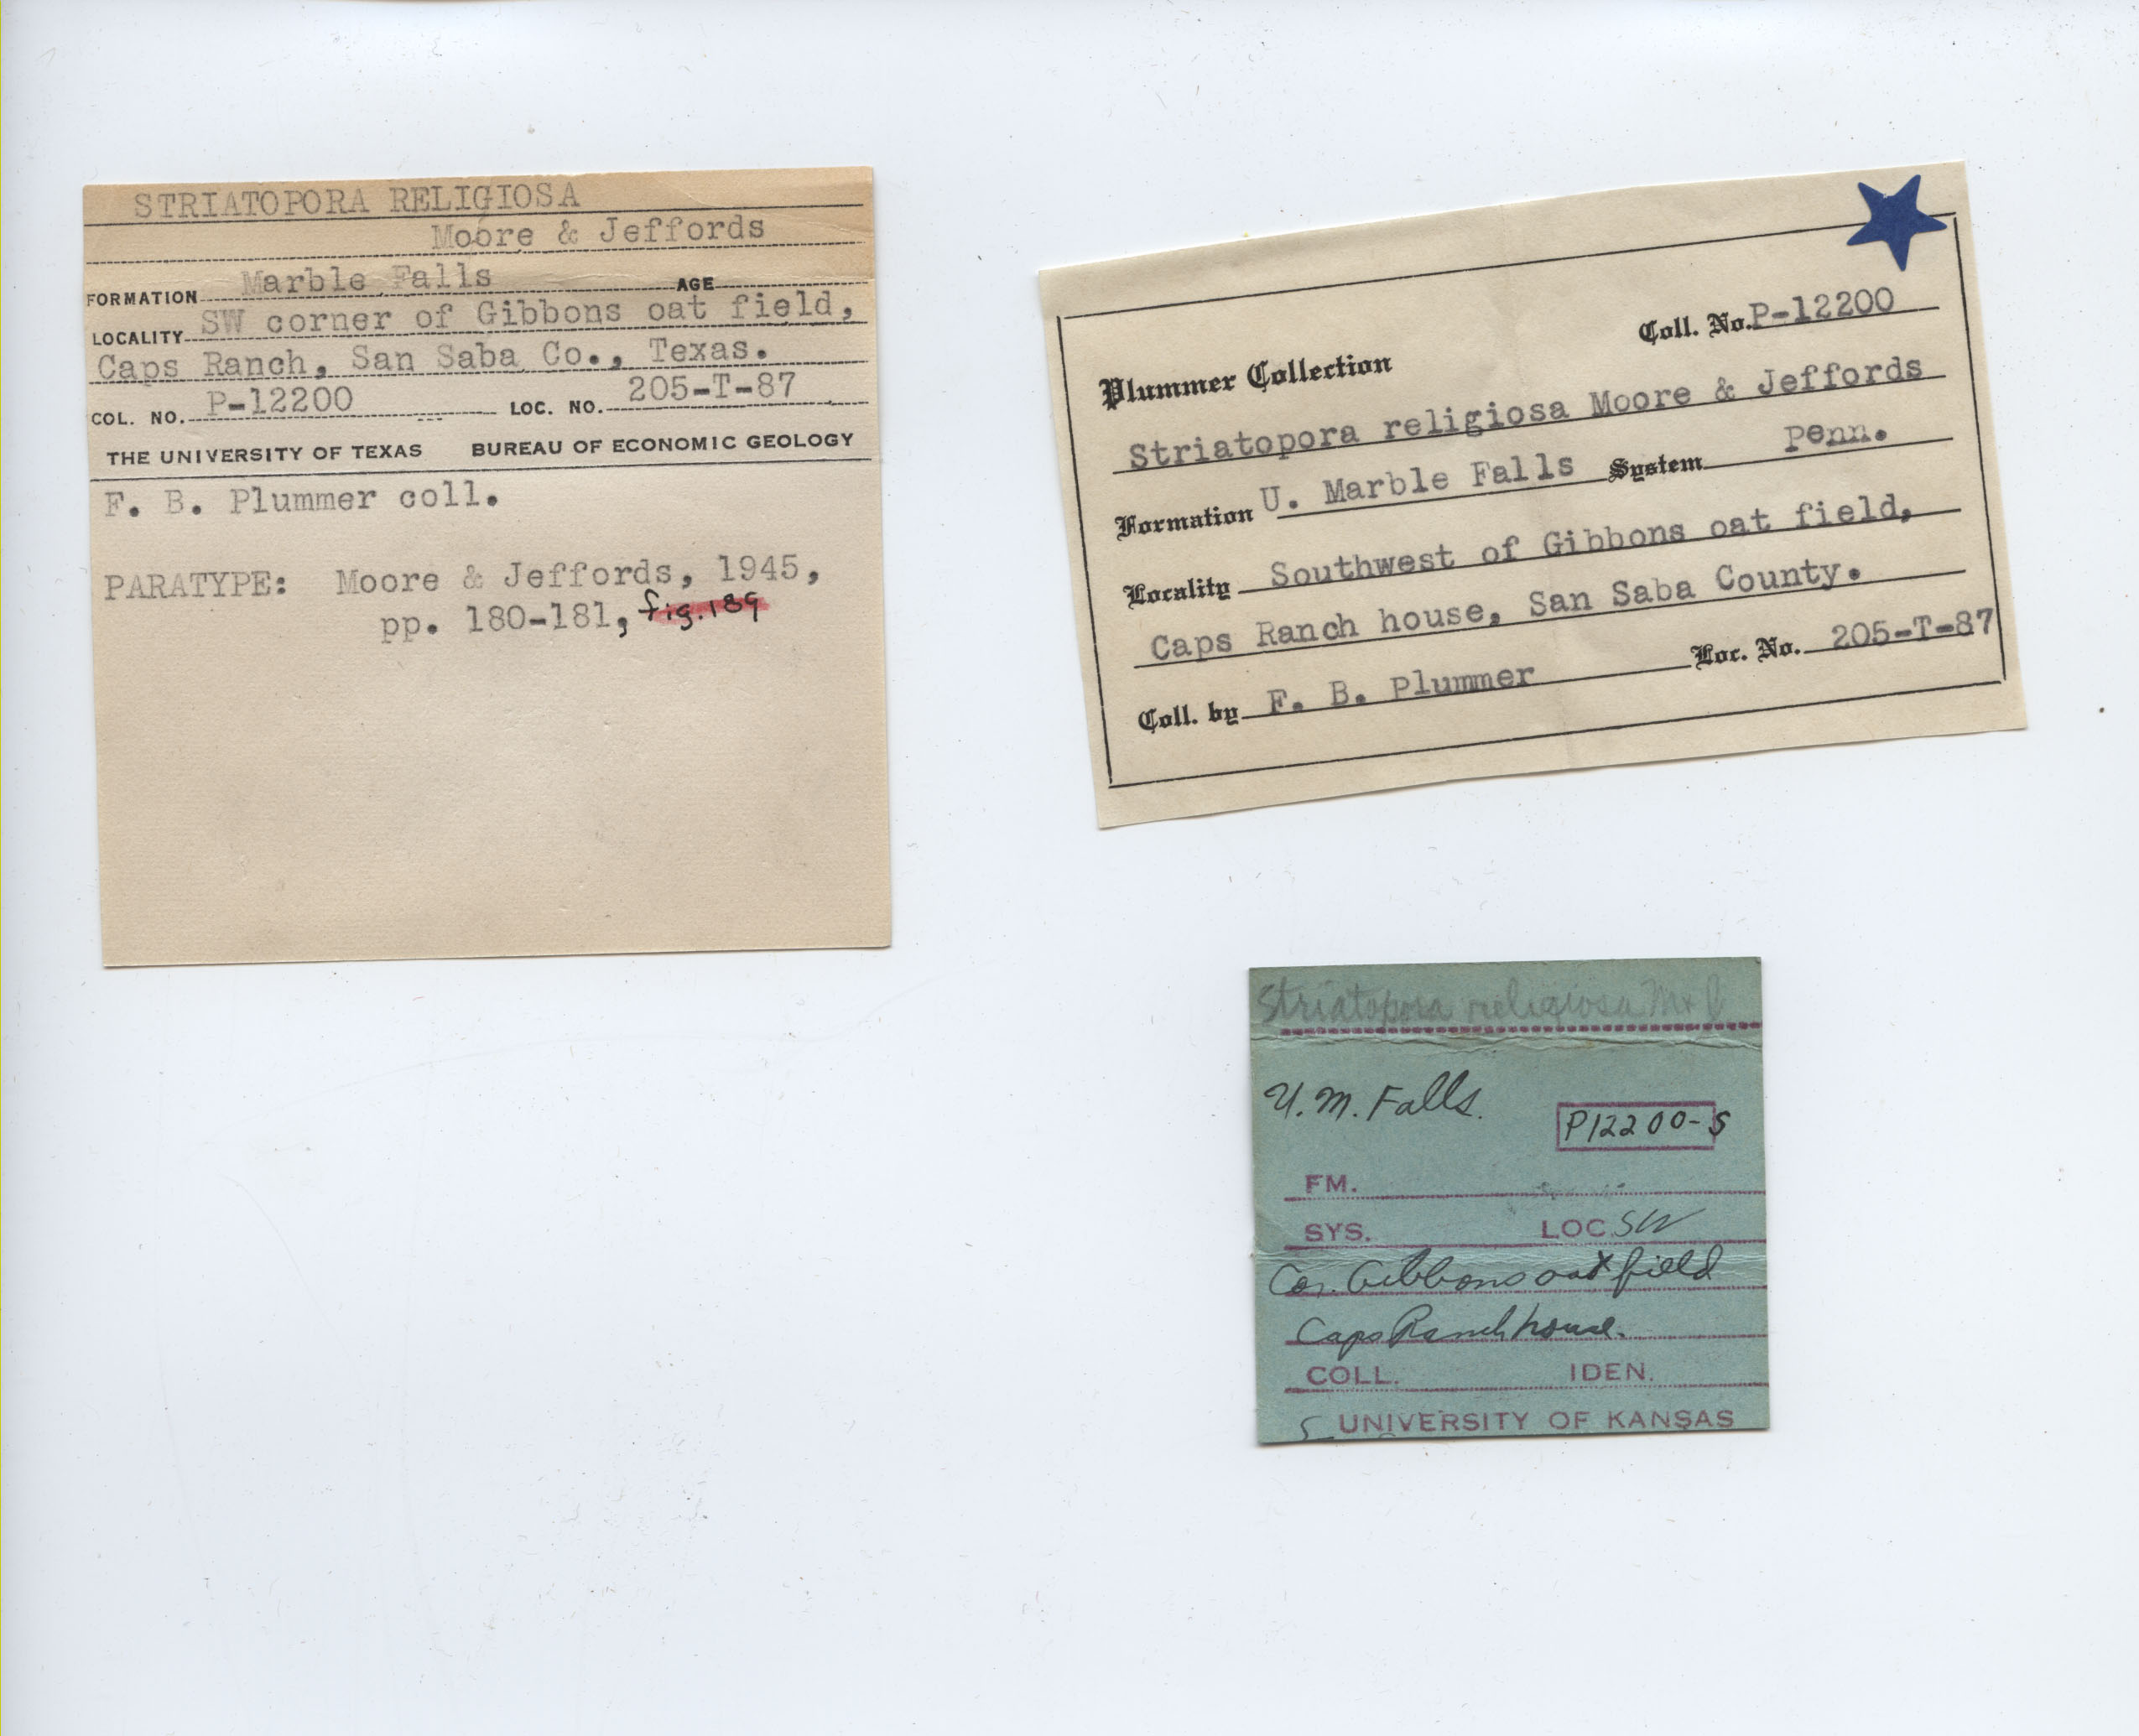 STRIATOPORA RELIGIOSA
Moore & Jeffords
FORMATION Marble Falls AGE
LOCALITY SW corner of Gibbons oat field,
Caps Ranch, San Saba Co., Texas.
COL. NO. P-12200 LOC. NO. 205-T-87
THE UNIVERSITY OF TEXAS BUREAU OF ECONOMIC GEOLOGY
F. B. Plummer coll.
PARATYPE: Moore & Jeffords, 1945,
pp. 180-181, fig. 189
Coll. No. P-12200
Plummer Collection
Striatopora religiosa Moore & Jeffords
Formation U. Marble Falls System Penn.
Locality Southwest of Gibbons oat field,
Caps Ranch house, San Saba County.
Coll. by F. B. Plummer Loc. No. 205-T-87
Striatopora religiosa M + J
U. M. Falls.
P12200-S
FM.
SYS. LOC. SW
Cor. Gibbons oat field
Caps Ranch house.
COLL. IDEN.
UNIVERSITY OF KANSAS